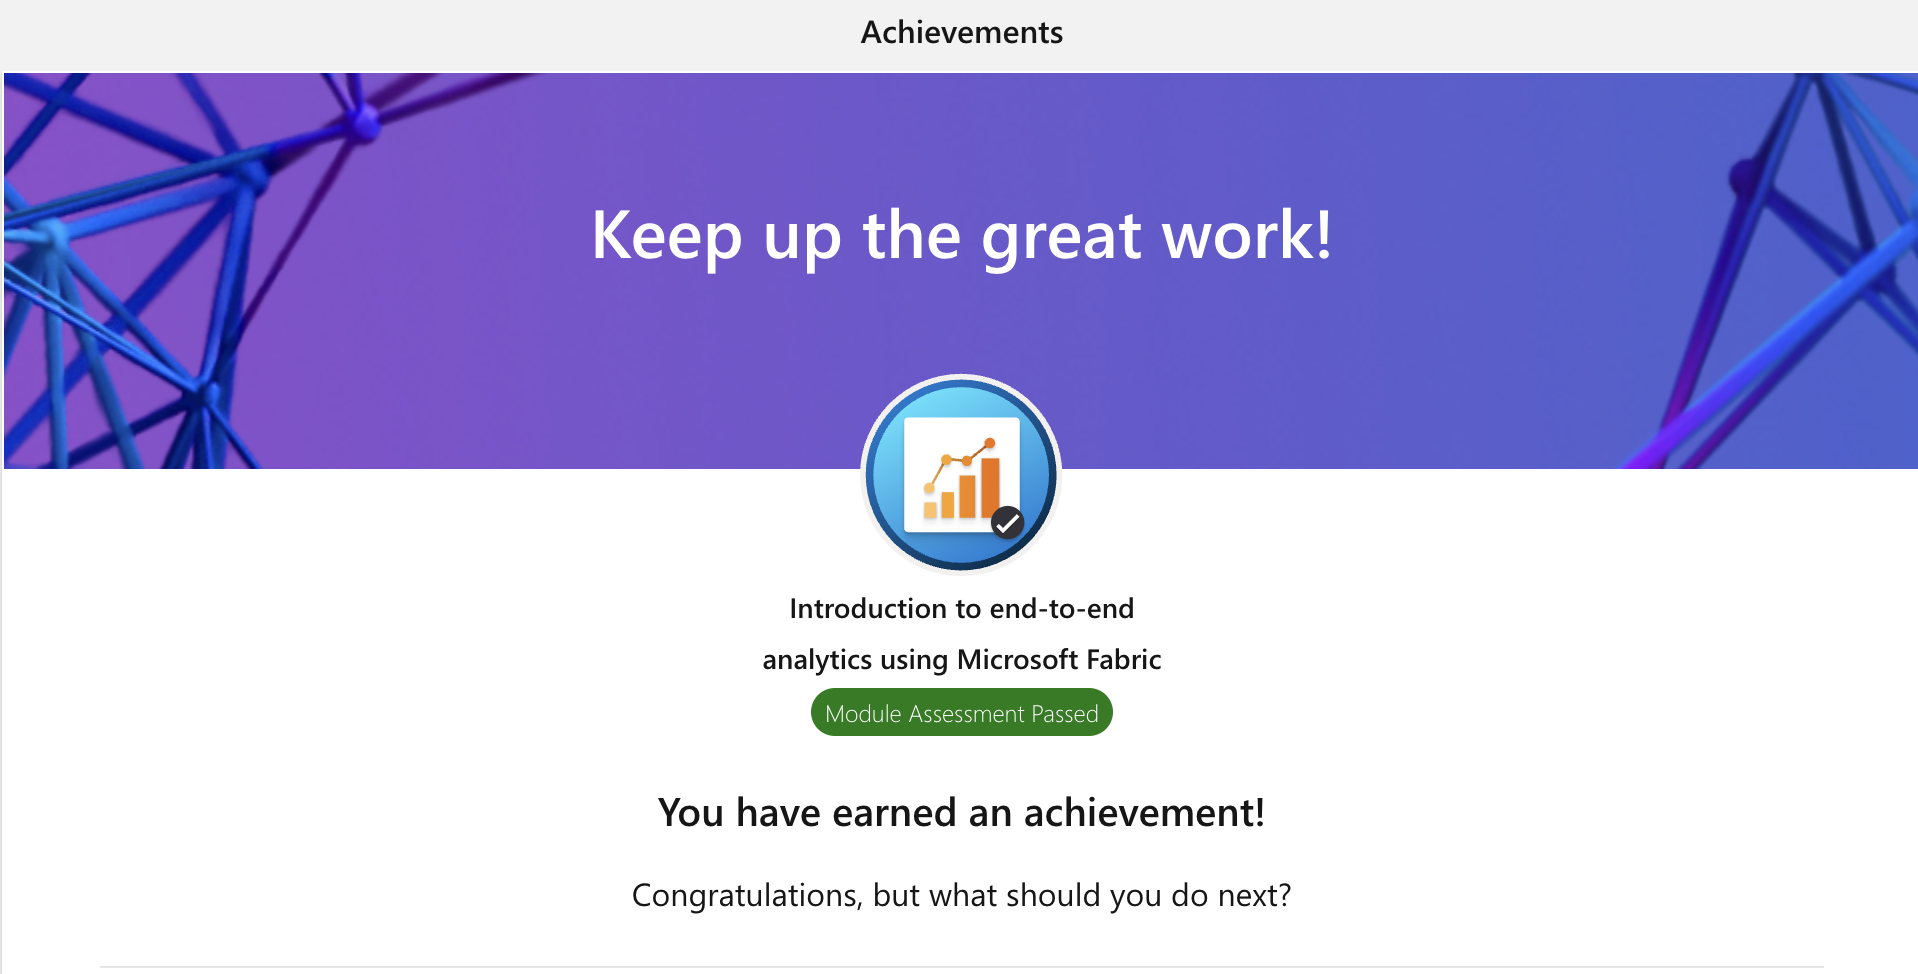 Achievements
Keep up the great work!
Introduction to end-to-end
analytics using Microsoft Fabric
Module Assessment Passed
You have earned an achievement!
Congratulations, but what should you do next?